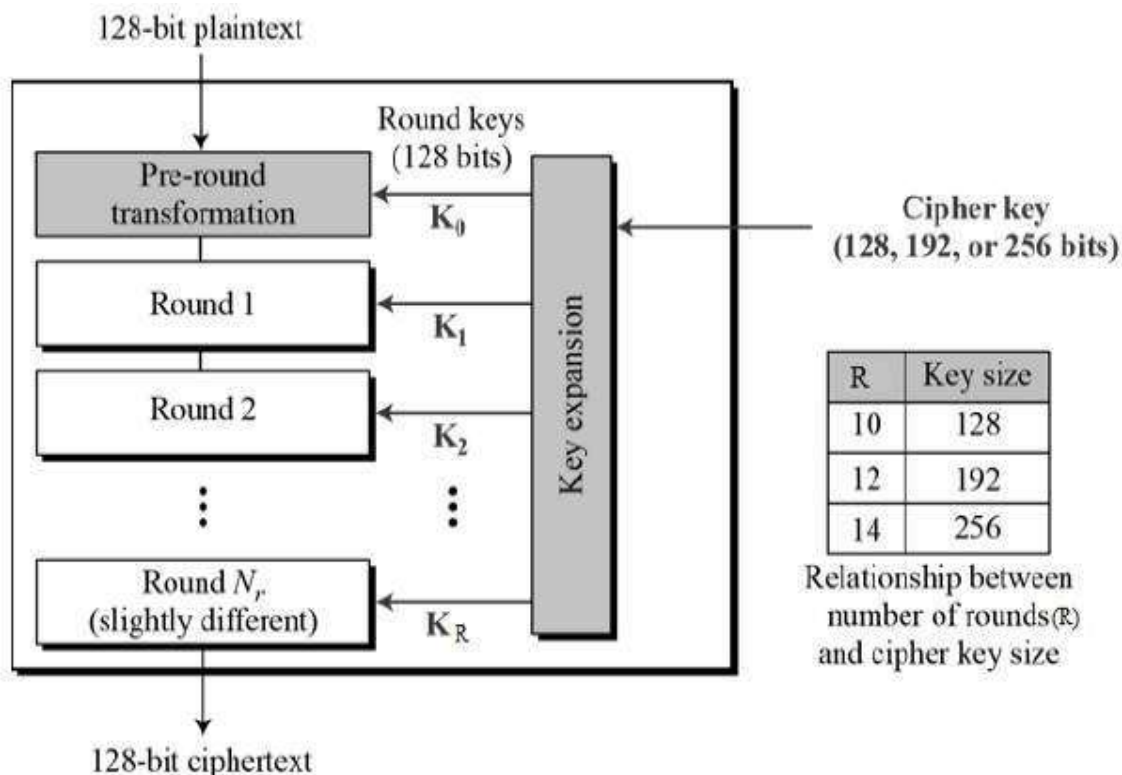 128-bit plaintext
Round keys
(128 bits)
Pre-round
transformation
K0
Cipher key
(128, 192, or 256 bits)
Round 1
K1
Key expansion
Round 2
K2
R Key size
10 128
12 192
14 256
Relationship between
number of rounds(R)
and cipher key size
Round Nr
(slightly different)
KR
128-bit ciphertext